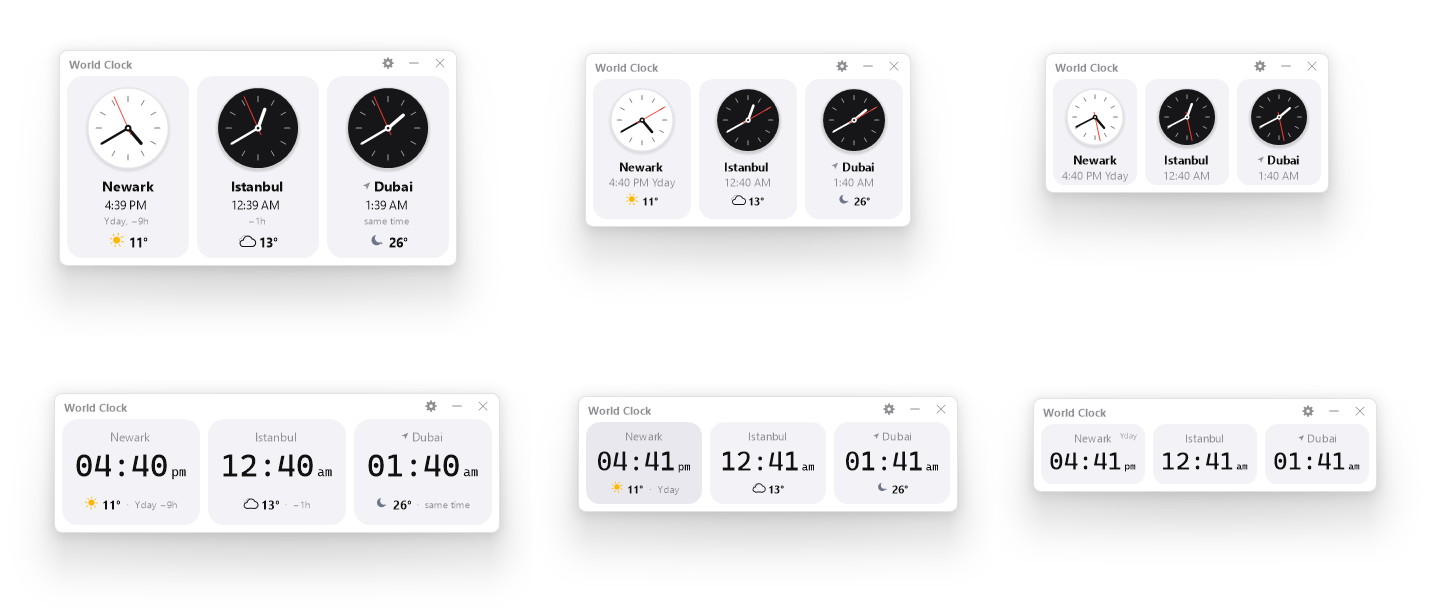 World Clock
Newark
4:39 PM
Yday, −9h
11°
Istanbul
12:39 AM
−1h
13°
Dubai
1:39 AM
same time
26°
World Clock
Newark
4:40 PM Yday
11°
Istanbul
12:40 AM
13°
Dubai
1:40 AM
26°
World Clock
Newark
4:40 PM Yday
Istanbul
12:40 AM
Dubai
1:40 AM
World Clock
Newark
04:40 pm
11° · Yday −9h
Istanbul
12:40 am
13° · −1h
Dubai
01:40 am
26° · same time
World Clock
Newark
04:41 pm
11° · Yday
Istanbul
12:41 am
13°
Dubai
01:41 am
26°
World Clock
Newark Yday
04:41 pm
Istanbul
12:41 am
Dubai
01:41 am